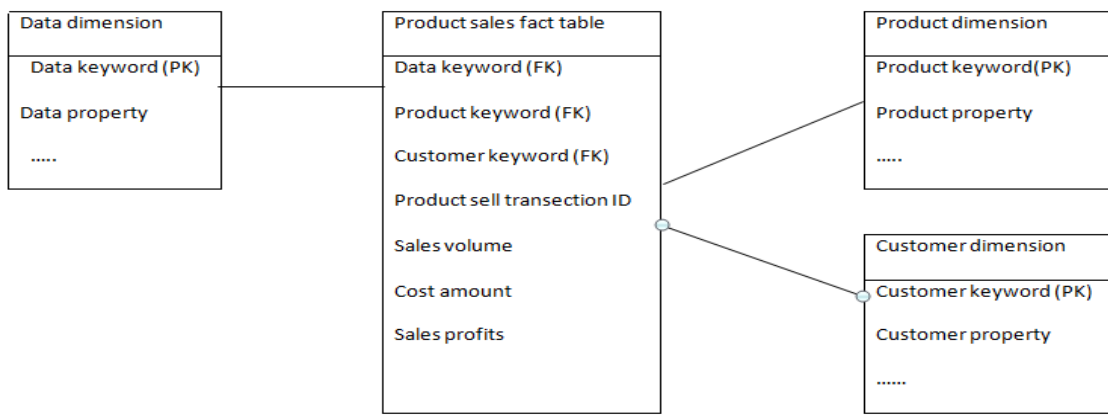 Data dimension
Data keyword (PK)
Data property
.....
Product sales fact table
Data keyword (FK)
Product keyword (FK)
Customer keyword (FK)
Product sell transection ID
Sales volume
Cost amount
Sales profits
Product dimension
Product keyword(PK)
Product property
.....
Customer dimension
Customer keyword (PK)
Customer property
......